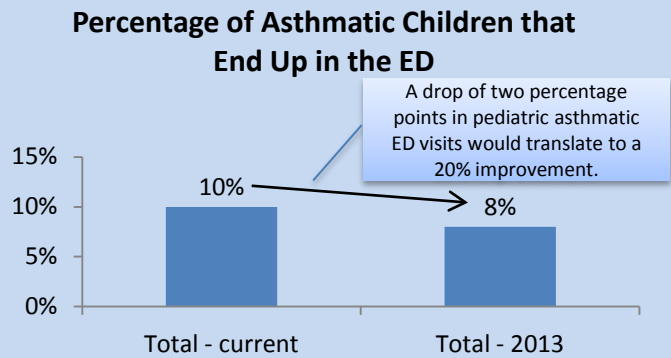 Percentage of Asthmatic Children that
End Up in the ED
A drop of two percentage
points in pediatric asthmatic
ED visits would translate to a
20% improvement.
15%
10%
5%
0%
10%
8%
Total - current
Total - 2013